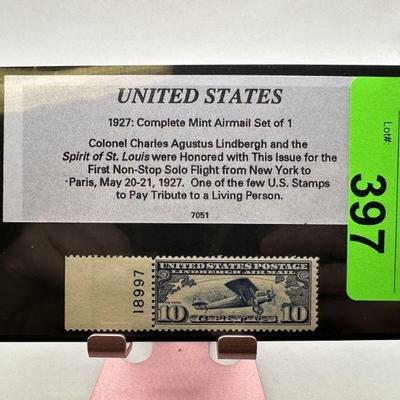 UNITED STATES
1927: Complete Mint Airmail Set of 1
Colonel Charles Agustus Lindbergh and the
Spirit of St. Louis were Honored with This Issue for the
First Non-Stop Solo Flight from New York to
Paris, May 20-21, 1927. One of the few U.S. Stamps
to Pay Tribute to a Living Person.
7051
Lot#:
397
18997
UNITED STATES POSTAGE
LINDBERGH AIR MAIL
10 CENTS 10